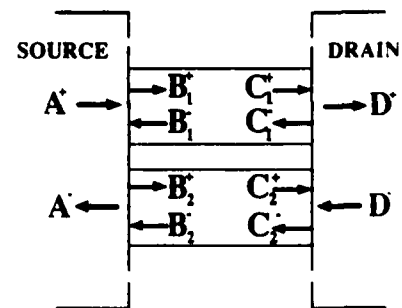 SOURCE DRAIN
B₁⁺ C₁⁺
A⁺ D⁺
B₁⁻ C₁⁻
B₂⁺ C₂⁺
A⁻ D⁻
B₂⁻ C₂⁻